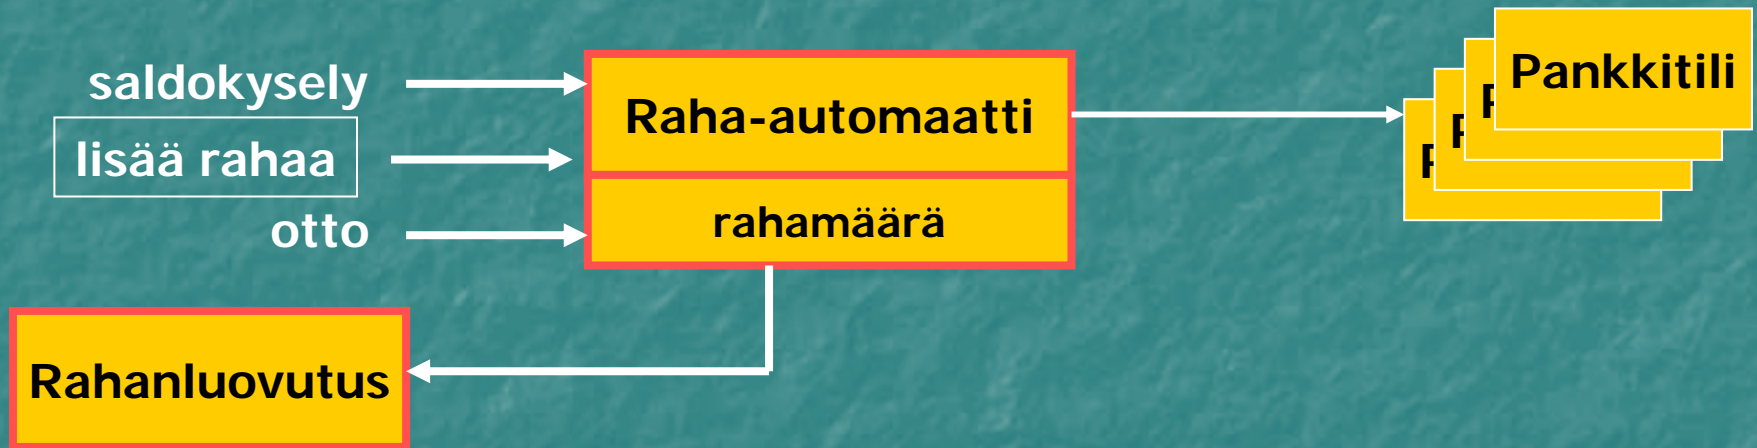 saldokysely
lisää rahaa
otto
Raha-automaatti
rahamäärä
Pankkitili
P
P
P
Rahanluovutus